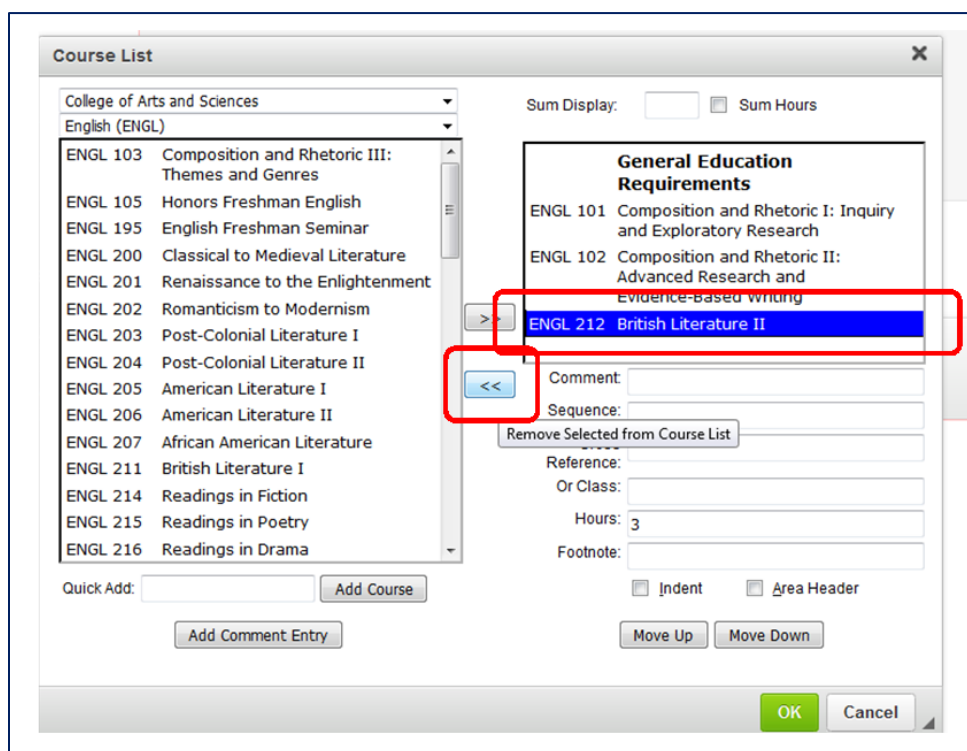 Course List
College of Arts and Sciences
English (ENGL)
ENGL 103 Composition and Rhetoric III:
Themes and Genres
ENGL 105 Honors Freshman English
ENGL 195 English Freshman Seminar
ENGL 200 Classical to Medieval Literature
ENGL 201 Renaissance to the Enlightenment
ENGL 202 Romanticism to Modernism
ENGL 203 Post-Colonial Literature I
ENGL 204 Post-Colonial Literature II
ENGL 205 American Literature I
ENGL 206 American Literature II
ENGL 207 African American Literature
ENGL 211 British Literature I
ENGL 214 Readings in Fiction
ENGL 215 Readings in Poetry
ENGL 216 Readings in Drama
Quick Add:
Add Course
Add Comment Entry
>>
<<
Remove Selected from Course List
Sum Display:
Sum Hours
General Education
Requirements
ENGL 101 Composition and Rhetoric I: Inquiry
and Exploratory Research
ENGL 102 Composition and Rhetoric II:
Advanced Research and
Evidence-Based Writing
ENGL 212 British Literature II
Comment:
Sequence:
Reference:
Or Class:
Hours: 3
Footnote:
Indent
Area Header
Move Up
Move Down
OK
Cancel